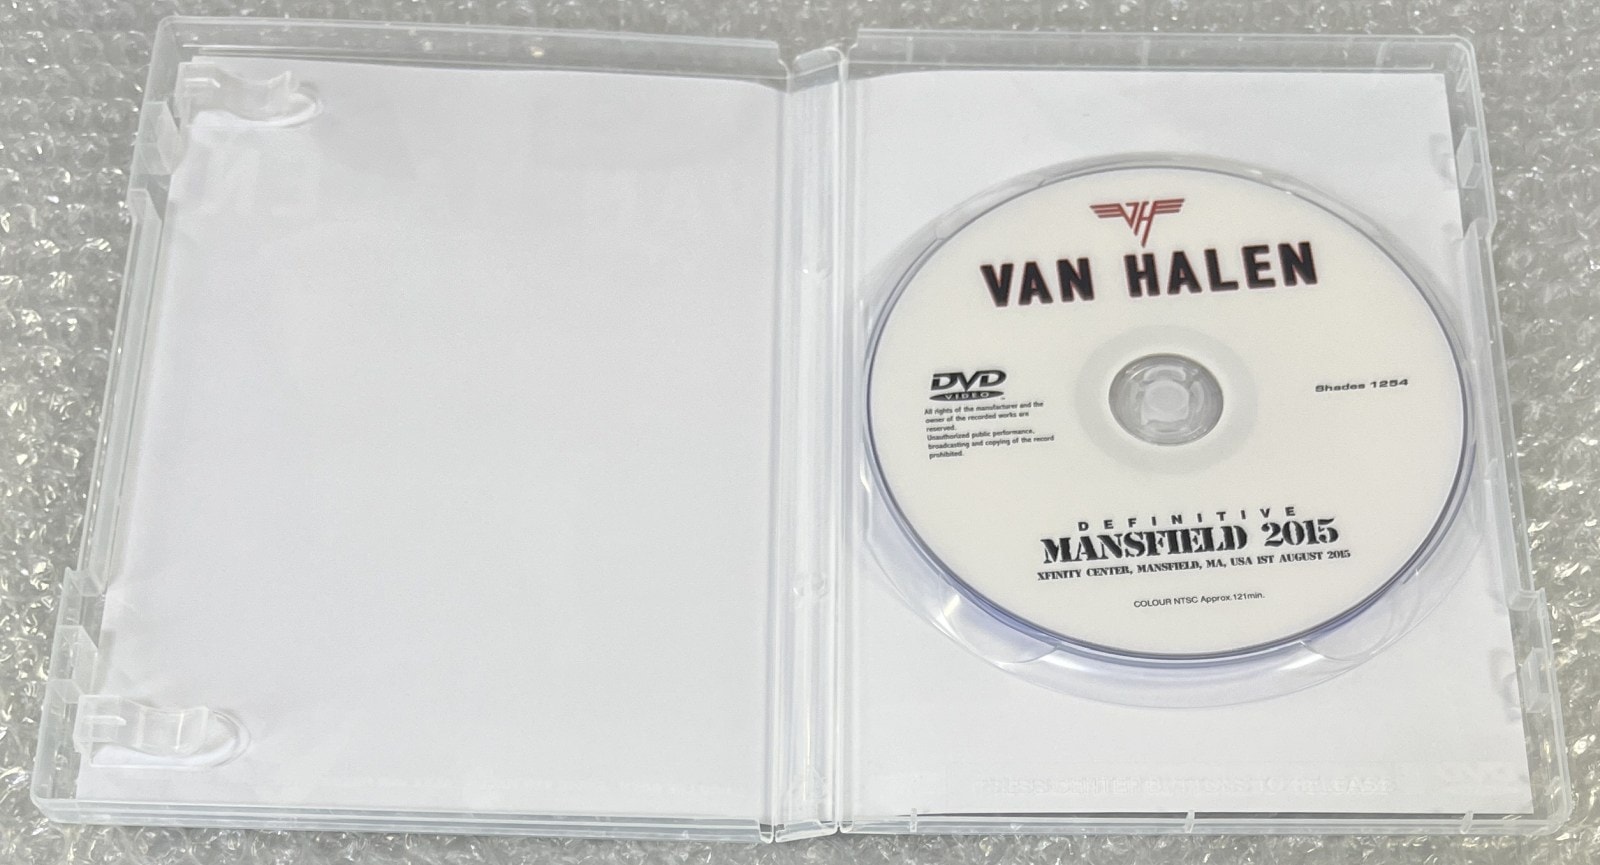 VH
VAN HALEN
DVD
VIDEO
All rights of the manufacturer and the
owner of the recorded works are
reserved.
Unauthorized public performance,
broadcasting and copying of the record
prohibited.
Shades 1254
DEFINITIVE
MANSFIELD 2015
XFINITY CENTER, MANSFIELD, MA, USA 1ST AUGUST 2015
COLOUR NTSC Approx.121min.